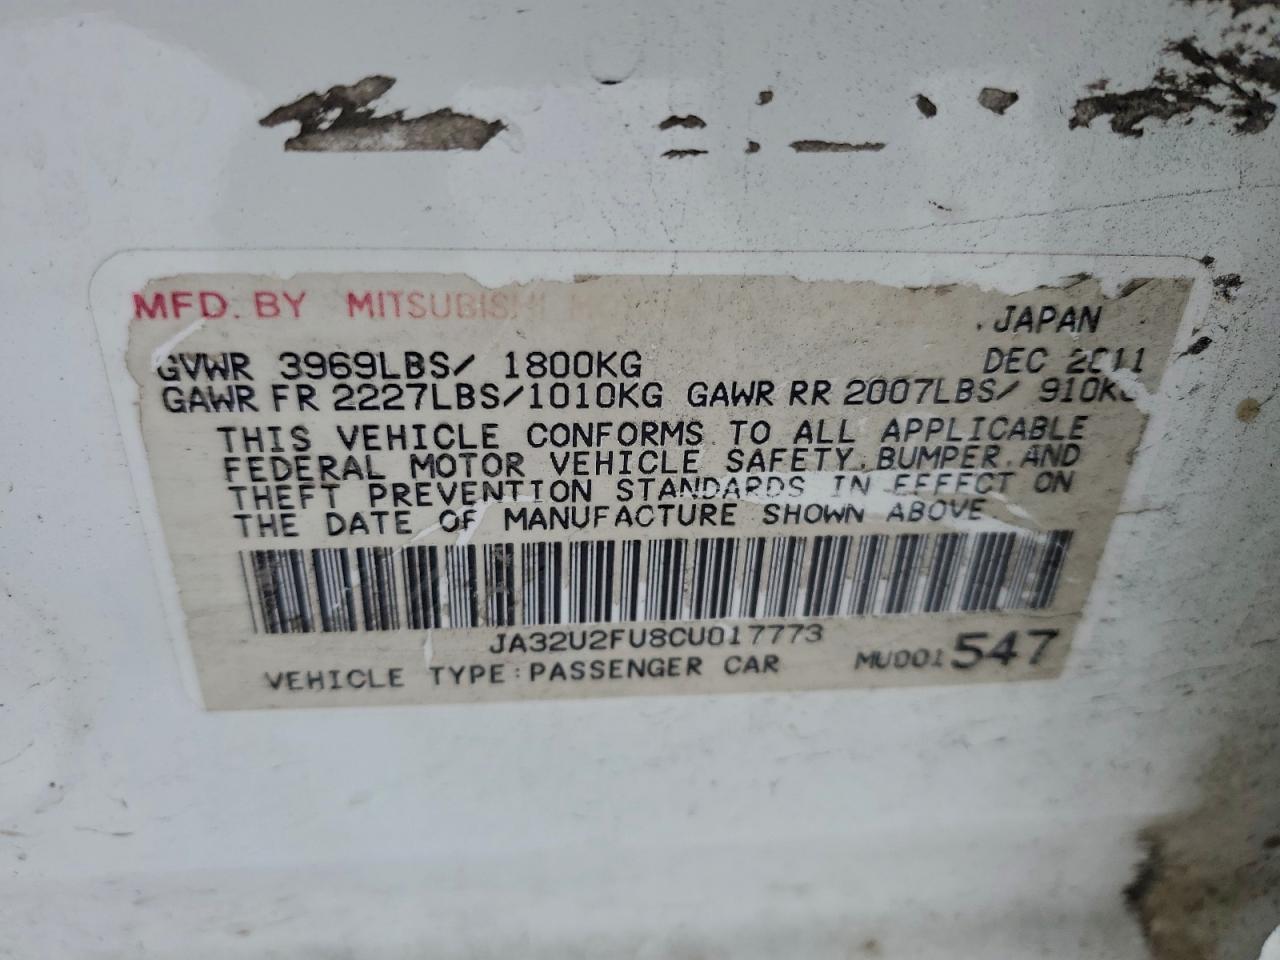 MFD. BY MITSUBISHI
JAPAN
GVWR 3969LBS/ 1800KG DEC 2011
GAWR FR 2227LBS/1010KG GAWR RR 2007LBS/ 910KG
THIS VEHICLE CONFORMS TO ALL APPLICABLE
FEDERAL MOTOR VEHICLE SAFETY, BUMPER, AND
THEFT PREVENTION STANDARDS IN EFFECT ON
THE DATE OF MANUFACTURE SHOWN ABOVE
JA32U2FU8CU017773
VEHICLE TYPE: PASSENGER CAR MU001 547